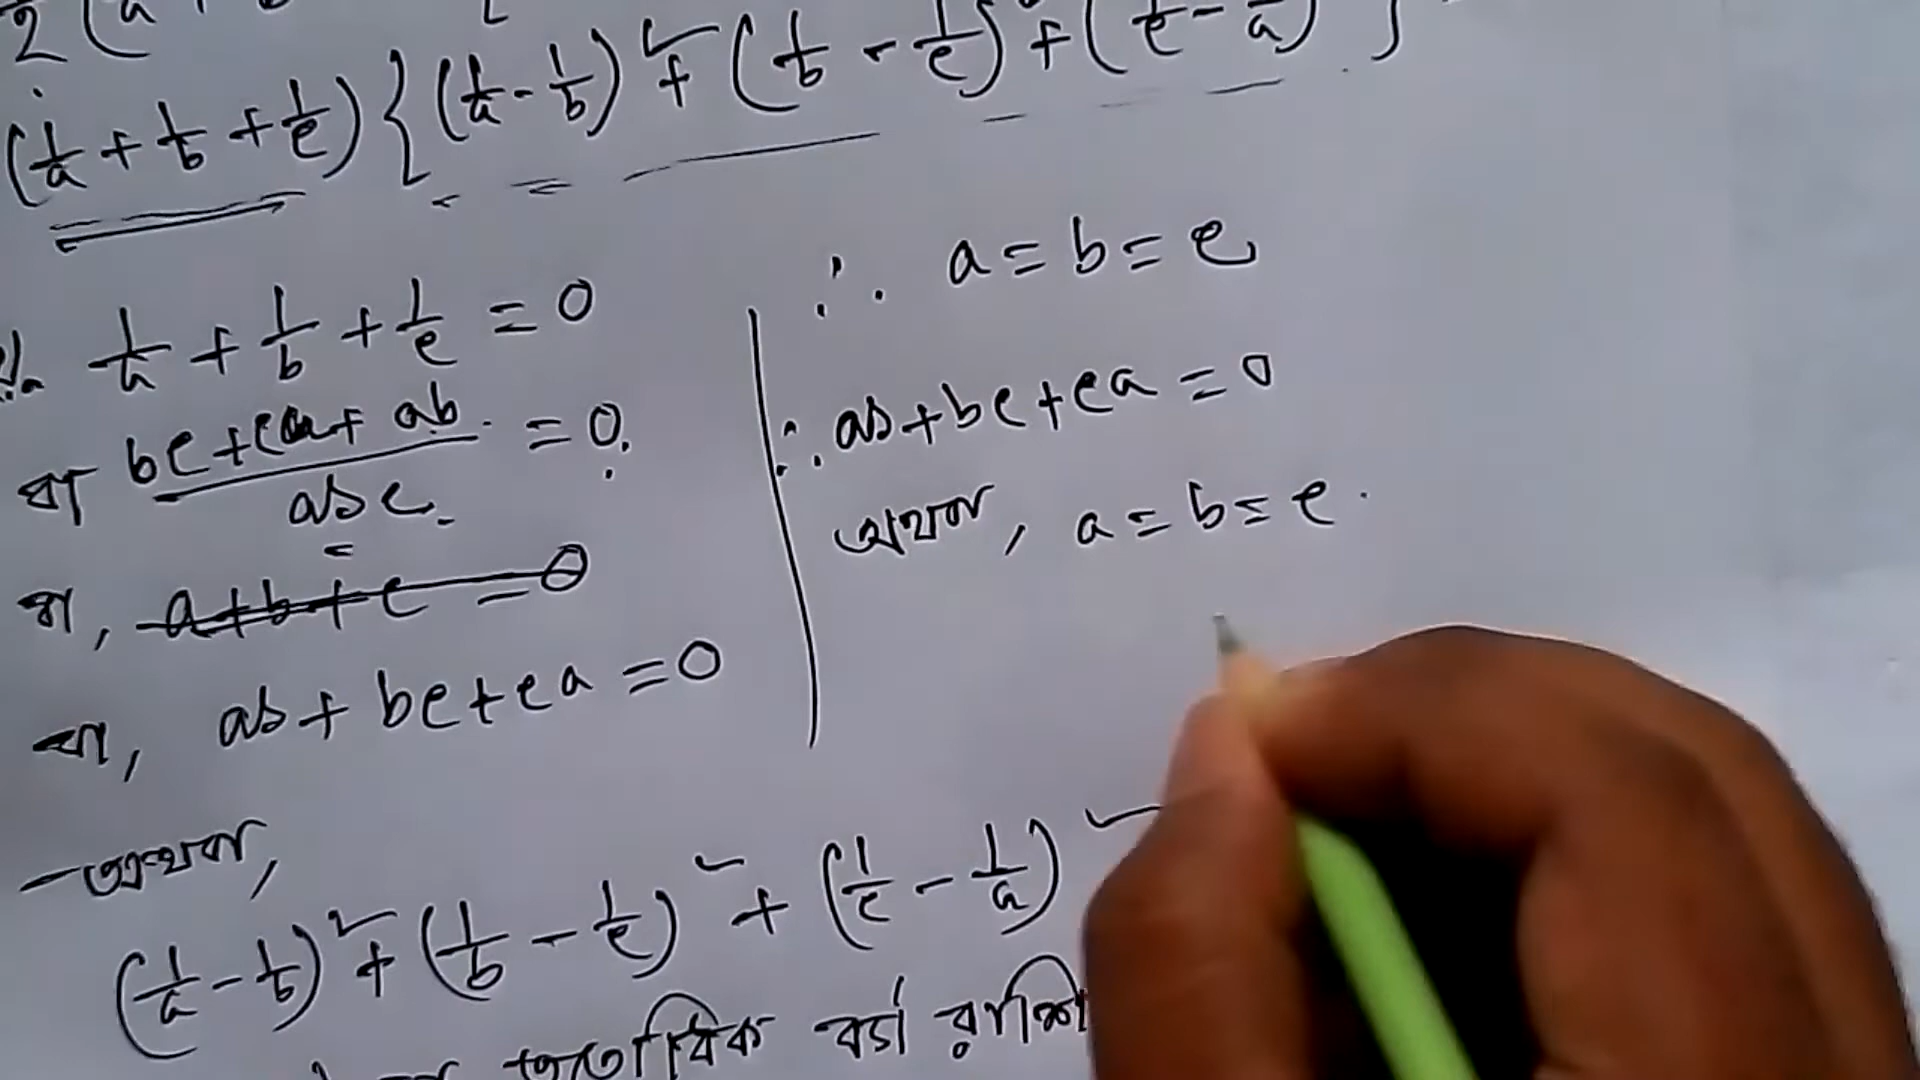 (1/a + 1/b + 1/c) {(1/a - 1/b)² + (1/b - 1/c)² + (1/c - 1/a)²}
1/a + 1/b + 1/c = 0
বা (bc + ca + ab)/abc = 0
বা, a+b+c = 0
বা, ab + bc + ca = 0
অথবা,
(1/a - 1/b)² + (1/b - 1/c)² + (1/c - 1/a)²
একাধিক বর্গ রাশি
∴ a = b = c
∴ ab + bc + ca = 0
অথবা, a = b = c.